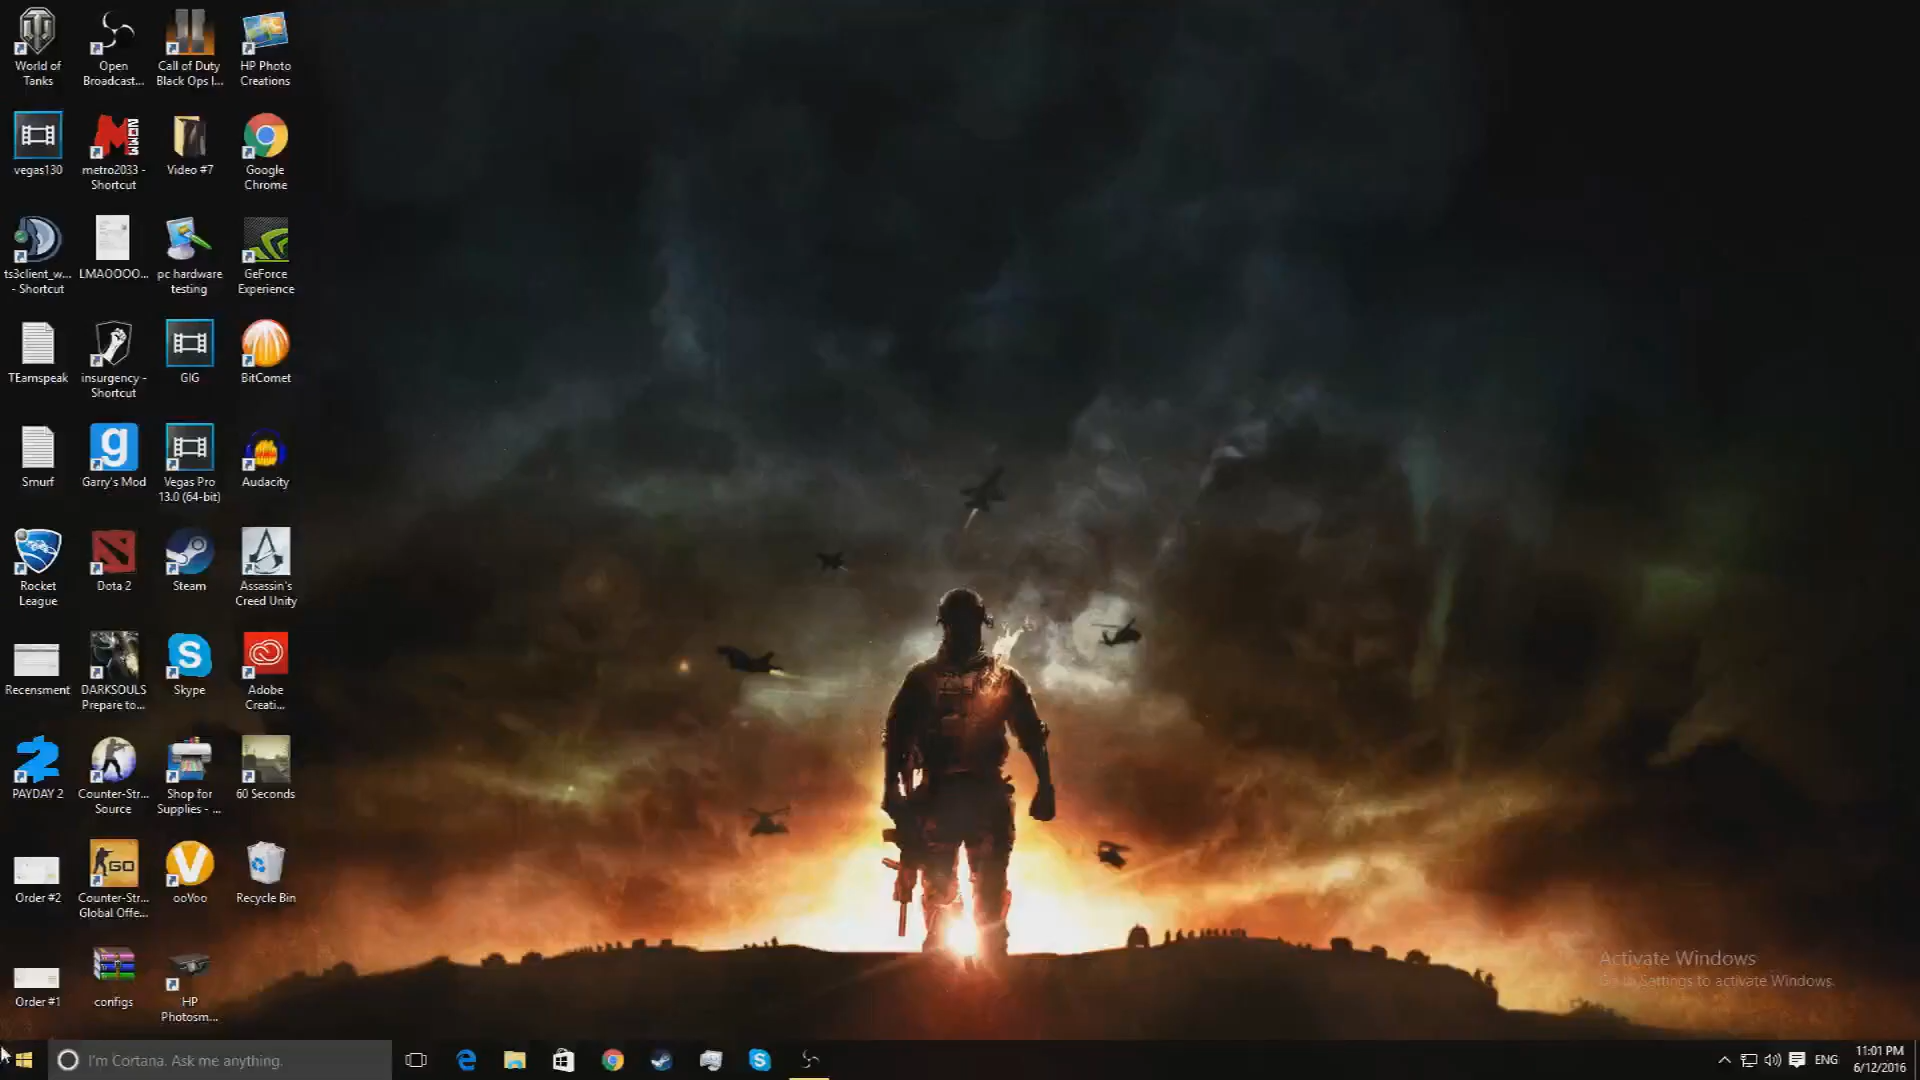 World of
Tanks
Open
Broadcast...
Call of Duty
Black Ops I...
HP Photo
Creations
vegas130
metro2033 -
Shortcut
Video #7
Google
Chrome
ts3client_w...
- Shortcut
LMAOOOO...
pc hardware
testing
GeForce
Experience
TEamspeak
insurgency -
Shortcut
GIG
BitComet
Smurf
Garry's Mod
Vegas Pro
13.0 (64-bit)
Audacity
Rocket
League
Dota 2
Steam
Assassin's
Creed Unity
Recensment
DARKSOULS
Prepare to...
Skype
Adobe
Creati...
PAYDAY 2
Counter-Str...
Source
Shop for
Supplies - ...
60 Seconds
Order #2
Counter-Str...
Global Offe...
ooVoo
Recycle Bin
Order #1
configs
HP
Photosm...
Activate Windows
Go to Settings to activate Windows.
I'm Cortana. Ask me anything.
ENG
11:01 PM
6/12/2016